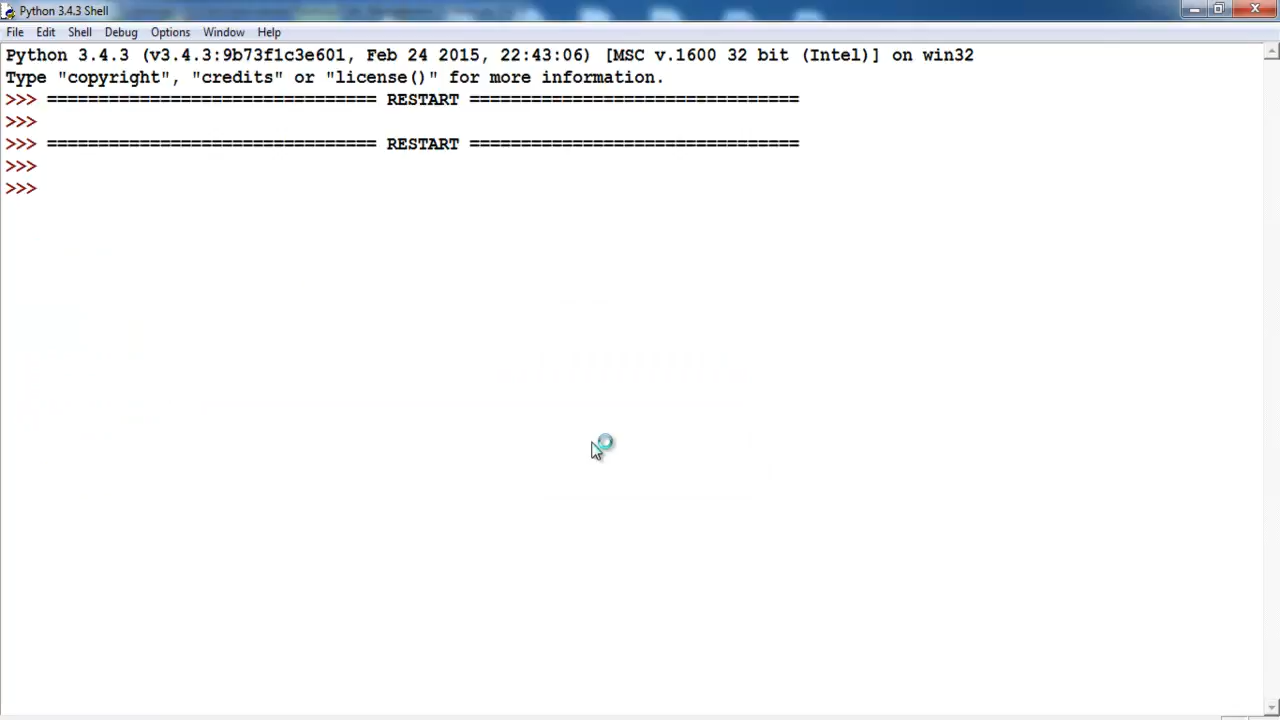 Python 3.4.3 Shell
File Edit Shell Debug Options Window Help
Python 3.4.3 (v3.4.3:9b73f1c3e601, Feb 24 2015, 22:43:06) [MSC v.1600 32 bit (Intel)] on win32
Type "copyright", "credits" or "license()" for more information.
>>> ================================ RESTART ================================
>>>
>>> ================================ RESTART ================================
>>>
>>>